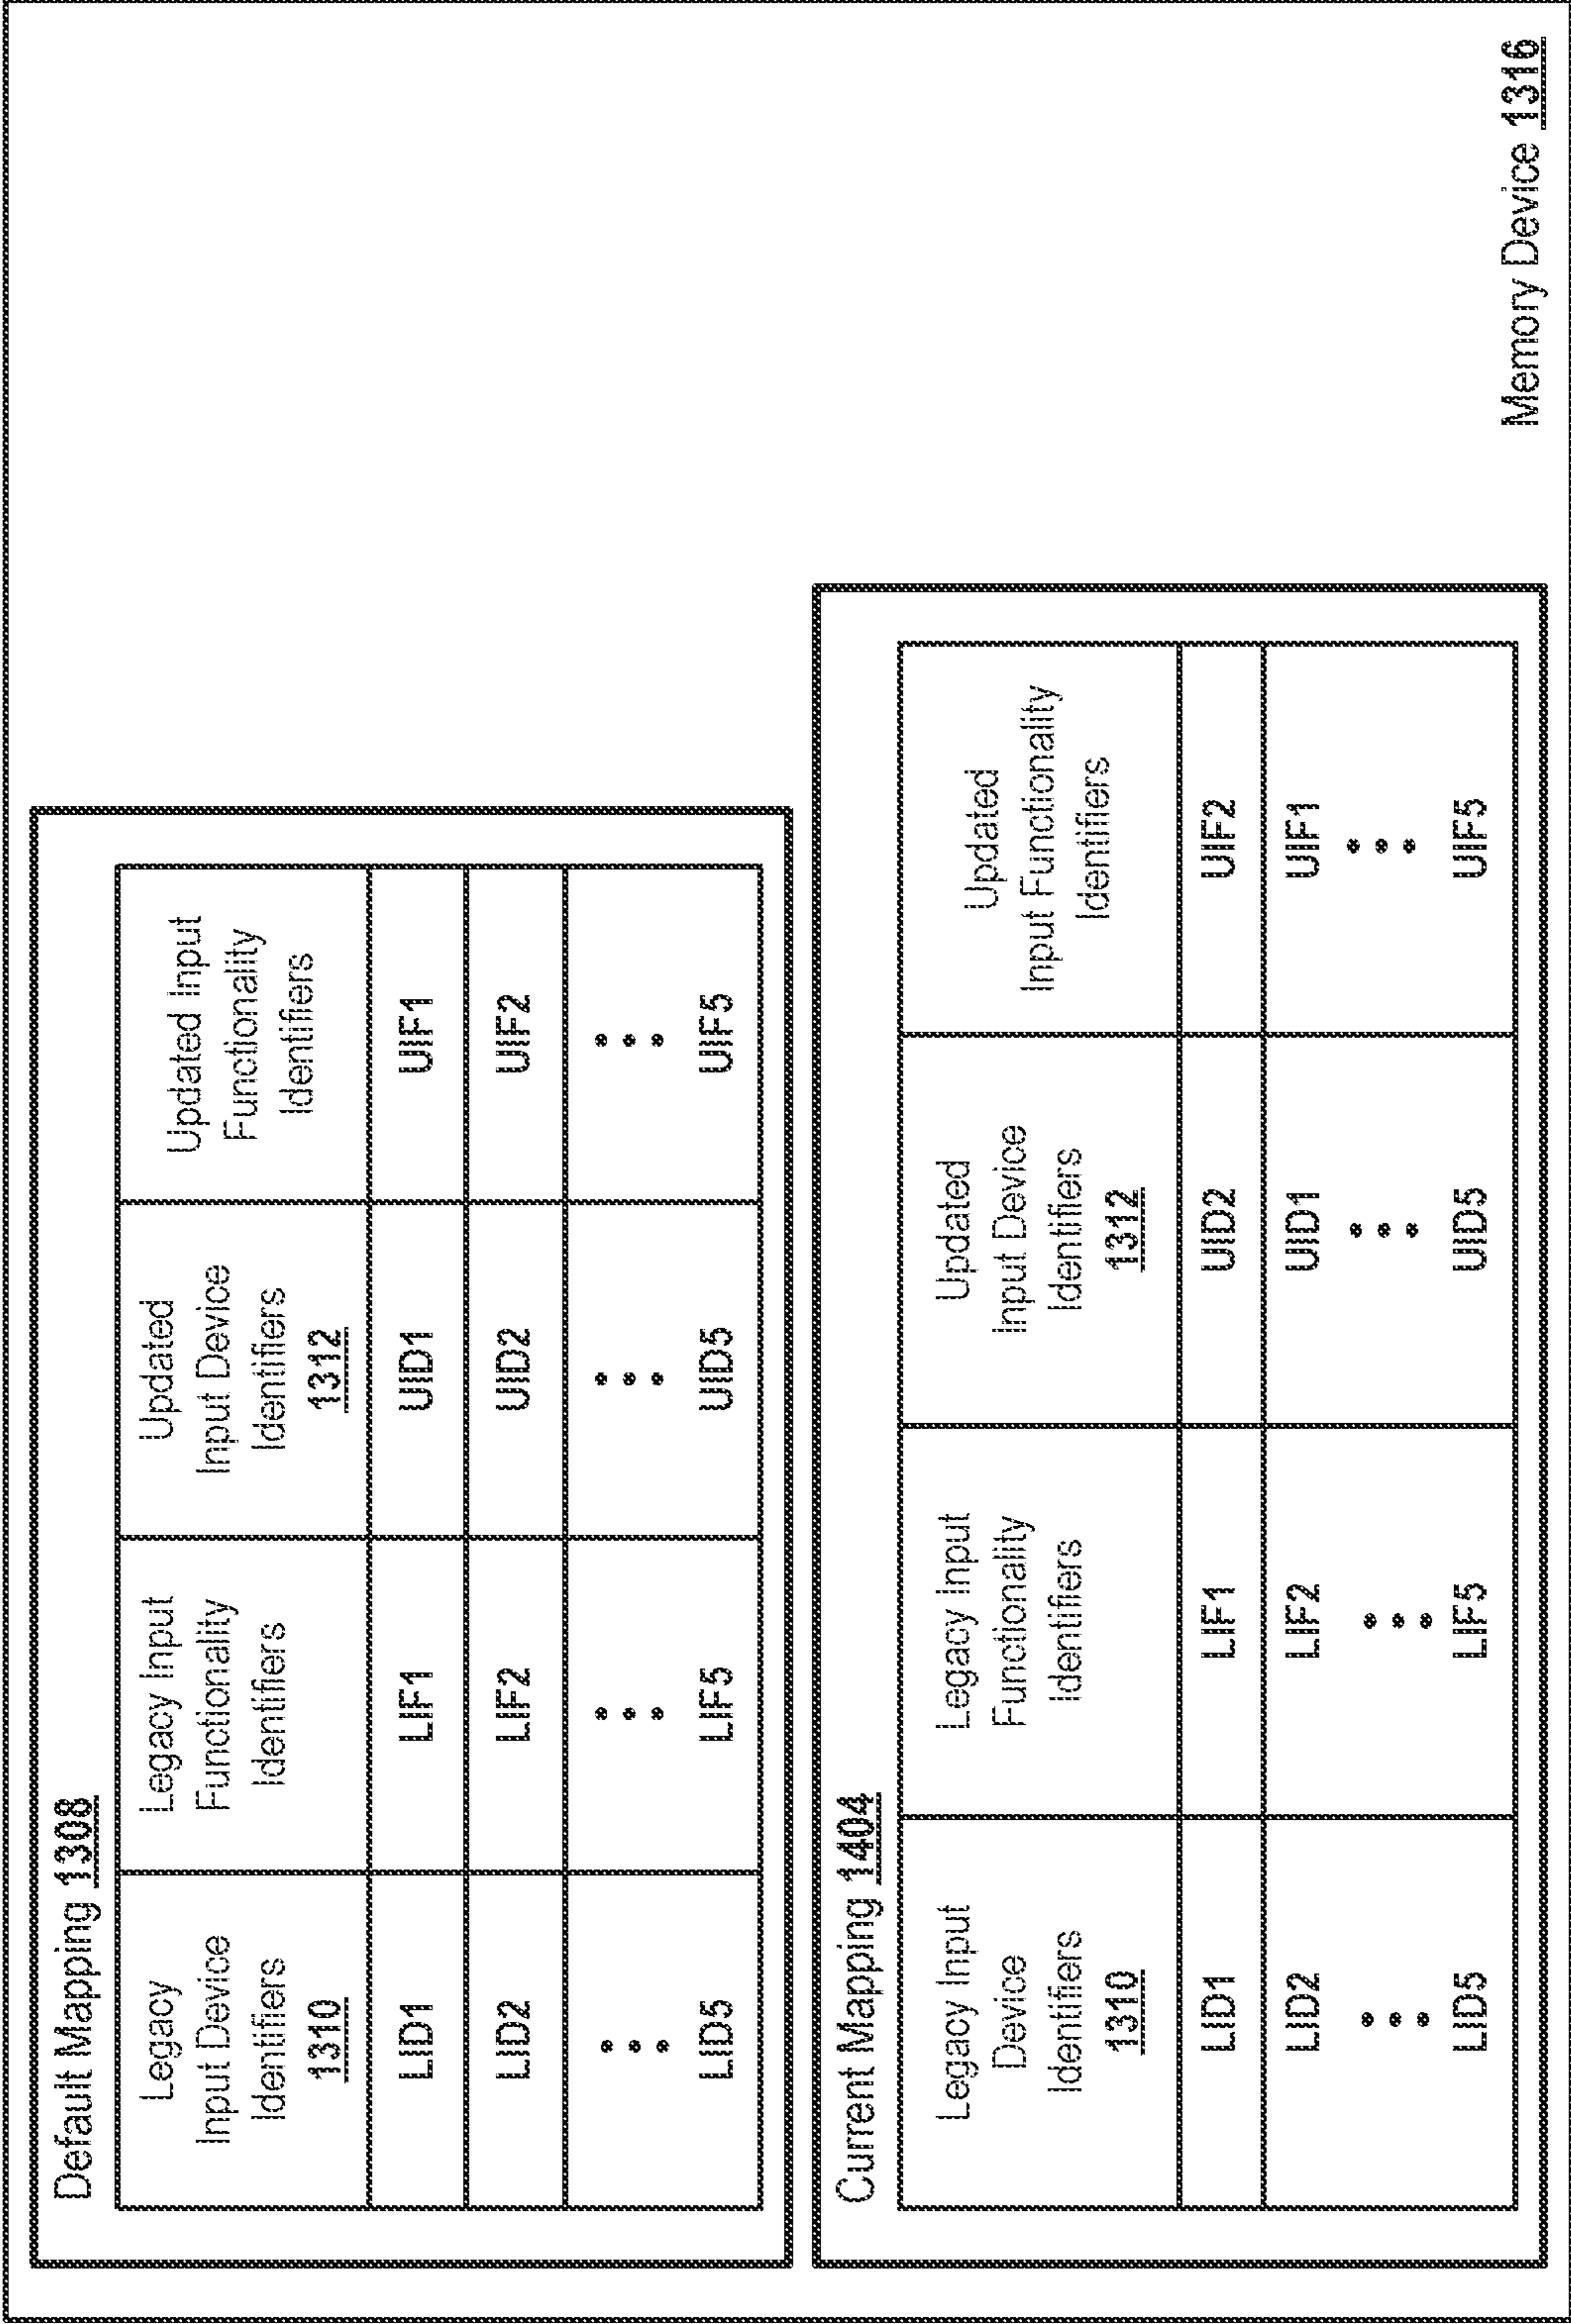 Default Mapping 1308
Legacy
Input Device
Identifiers
1310
Legacy Input
Functionality
Identifiers
Updated
Input Device
Identifiers
1312
Updated Input
Functionality
Identifiers
LID1 LIF1 UID1 UIF1
LID2 LIF2 UID2 UIF2
LID5 LIF5 UID5 UIF5
Current Mapping 1404
Legacy Input
Device
Identifiers
1310
Legacy Input
Functionality
Identifiers
Updated
Input Device
Identifiers
1312
Updated
Input Functionality
Identifiers
LID1 LIF1 UID2 UIF2
LID2 LIF2 UID1 UIF1
LID5 LIF5 UID5 UIF5
Memory Device 1316